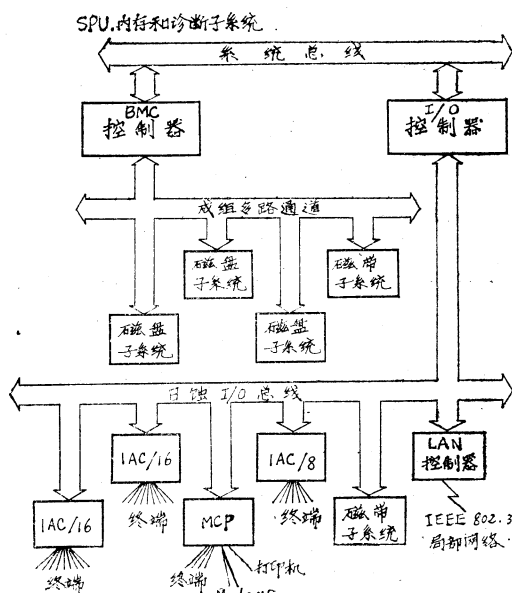 SPU.内存和诊断子系统
系统总线
BMC
控制器
I/O
控制器
成组多路通道
磁盘
子系统
磁带
子系统
磁盘
子系统
磁盘
子系统
日蚀I/O总线
IAC/16
IAC/8
LAN
控制器
IAC/16
终端
MCP
终端
磁带
子系统
IEEE 802.3
局部网络
终端
终端
打印机